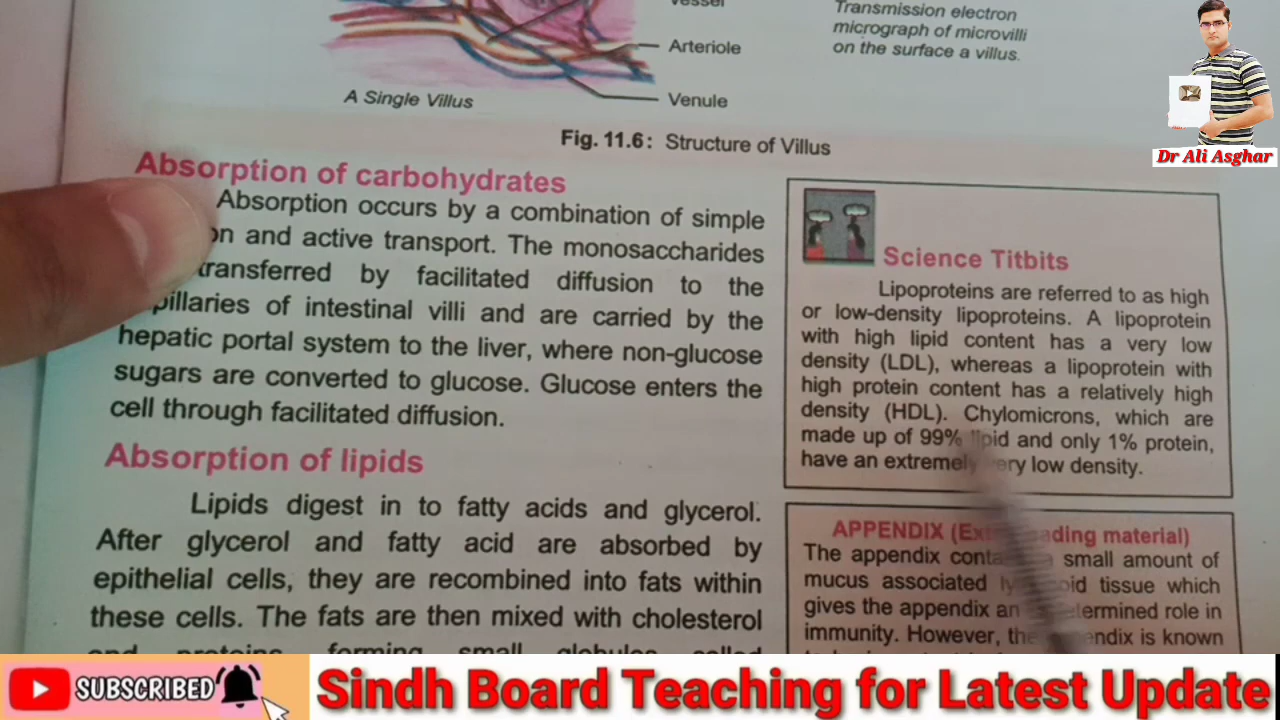 Arteriole
Venule
A Single Villus
Transmission electron
micrograph of microvilli
on the surface a villus.
Dr Ali Asghar
Fig. 11.6: Structure of Villus
Absorption of carbohydrates
Absorption occurs by a combination of simple
and active transport. The monosaccharides
transferred by facilitated diffusion to the
of intestinal villi and are carried by the
hepatic portal system to the liver, where non-glucose
sugars are converted to glucose. Glucose enters the
cell through facilitated diffusion.
Absorption of lipids
Lipids digest in to fatty acids and glycerol.
After glycerol and fatty acid are absorbed by
epithelial cells, they are recombined into fats within
these cells. The fats are then mixed with cholesterol
and proteins forming small globules called
Science Titbits
Lipoproteins are referred to as high
or low-density lipoproteins. A lipoprotein
with high lipid content has a very low
density (LDL), whereas a lipoprotein with
high protein content has a relatively high
density (HDL). Chylomicrons, which are
made up of 99% lipid and only 1% protein,
have an extremely very low density.
APPENDIX material)
The appendix small amount of
mucus associated tissue which
gives the appendix an role in
immunity. However, the is known
SUBSCRIBED
Sindh Board Teaching for Latest Update